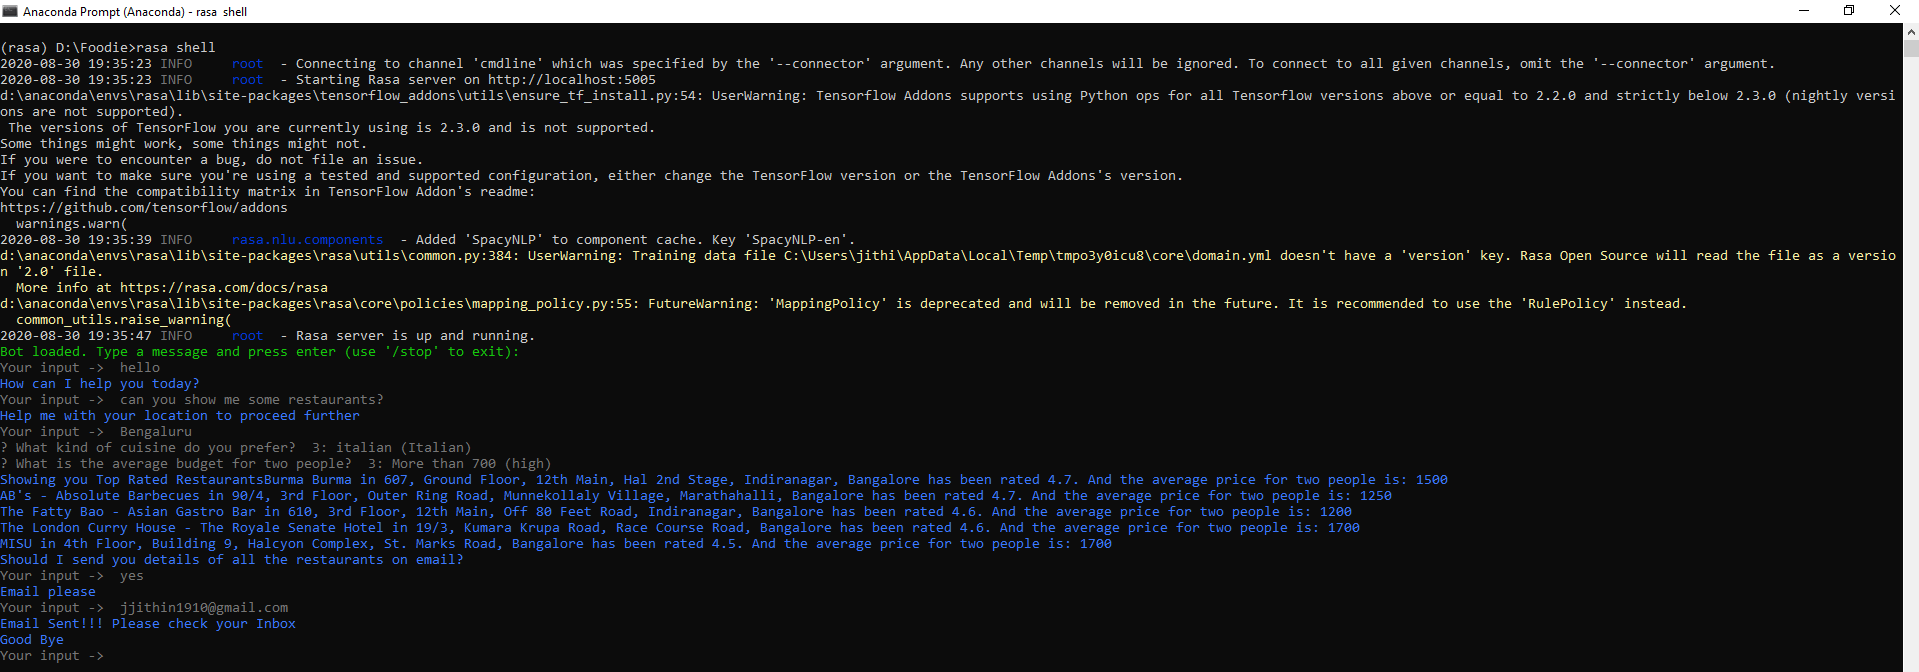 Anaconda Prompt (Anaconda) - rasa shell
(rasa) D:\Foodie>rasa shell
2020-08-30 19:35:23 INFO     root  - Connecting to channel 'cmdline' which was specified by the '--connector' argument. Any other channels will be ignored. To connect to all given channels, omit the '--connector' argument.
2020-08-30 19:35:23 INFO     root  - Starting Rasa server on http://localhost:5005
d:\anaconda\envs\rasa\lib\site-packages\tensorflow_addons\utils\ensure_tf_install.py:54: UserWarning: Tensorflow Addons supports using Python ops for all Tensorflow versions above or equal to 2.2.0 and strictly below 2.3.0 (nightly versi
ons are not supported).
 The versions of TensorFlow you are currently using is 2.3.0 and is not supported.
Some things might work, some things might not.
If you were to encounter a bug, do not file an issue.
If you want to make sure you're using a tested and supported configuration, either change the TensorFlow version or the TensorFlow Addons's version.
You can find the compatibility matrix in TensorFlow Addon's readme:
https://github.com/tensorflow/addons
  warnings.warn(
2020-08-30 19:35:39 INFO     rasa.nlu.components  - Added 'SpacyNLP' to component cache. Key 'SpacyNLP-en'.
d:\anaconda\envs\rasa\lib\site-packages\rasa\utils\common.py:384: UserWarning: Training data file C:\Users\jithi\AppData\Local\Temp\tmpo3y0icu8\core\domain.yml doesn't have a 'version' key. Rasa Open Source will read the file as a versio
n '2.0' file.
  More info at https://rasa.com/docs/rasa
d:\anaconda\envs\rasa\lib\site-packages\rasa\core\policies\mapping_policy.py:55: FutureWarning: 'MappingPolicy' is deprecated and will be removed in the future. It is recommended to use the 'RulePolicy' instead.
  common_utils.raise_warning(
2020-08-30 19:35:47 INFO     root  - Rasa server is up and running.
Bot loaded. Type a message and press enter (use '/stop' to exit):
Your input ->  hello
How can I help you today?
Your input ->  can you show me some restaurants?
Help me with your location to proceed further
Your input ->  Bengaluru
? What kind of cuisine do you prefer?  3: italian (Italian)
? What is the average budget for two people?  3: More than 700 (high)
Showing you Top Rated RestaurantsBurma Burma in 607, Ground Floor, 12th Main, Hal 2nd Stage, Indiranagar, Bangalore has been rated 4.7. And the average price for two people is: 1500
AB's - Absolute Barbecues in 90/4, 3rd Floor, Outer Ring Road, Munnekollaly Village, Marathahalli, Bangalore has been rated 4.7. And the average price for two people is: 1250
The Fatty Bao - Asian Gastro Bar in 610, 3rd Floor, 12th Main, Off 80 Feet Road, Indiranagar, Bangalore has been rated 4.6. And the average price for two people is: 1200
The London Curry House - The Royale Senate Hotel in 19/3, Kumara Krupa Road, Race Course Road, Bangalore has been rated 4.6. And the average price for two people is: 1700
MISU in 4th Floor, Building 9, Halcyon Complex, St. Marks Road, Bangalore has been rated 4.5. And the average price for two people is: 1700
Should I send you details of all the restaurants on email?
Your input ->  yes
Email please
Your input ->  jjithin1910@gmail.com
Email Sent!!! Please check your Inbox
Good Bye
Your input ->